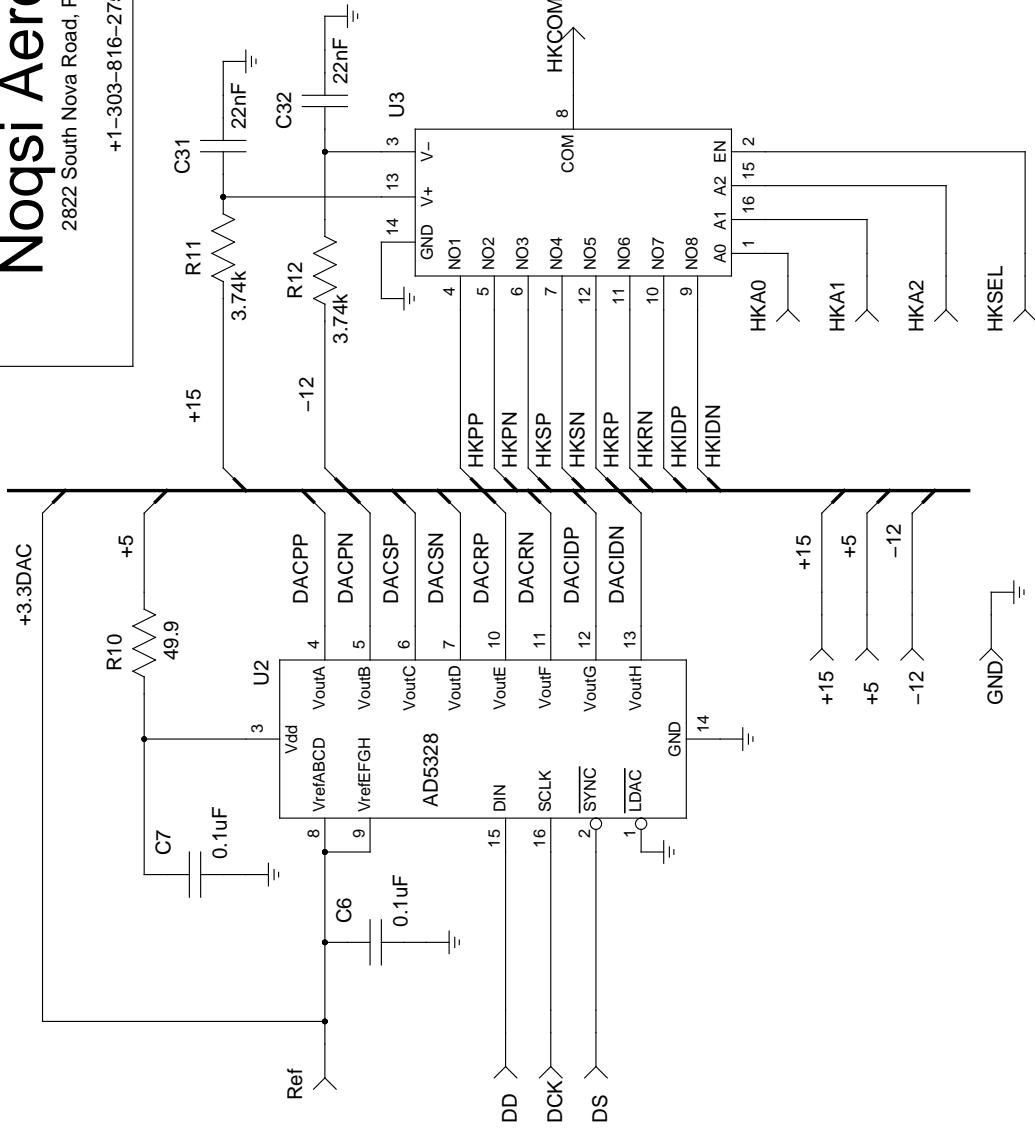 Noqsi Aero
2822 South Nova Road,
+1–303–816–
C31
22nF
C32
22nF
R11
3.74k
R12
3.74k
+15
–12
U3
3
V–
13
V+
14
GND
COM
8
HKCOM
NO1
NO2
NO3
NO4
NO5
NO6
NO7
NO8
4
5
6
7
12
11
10
9
EN
2
A2
15
A1
16
A0
1
HKA0
HKA1
HKA2
HKSEL
HKPP
HKPN
HKSP
HKSN
HKRP
HKRN
HKIDP
HKIDN
+3.3DAC
+5
R10
49.9
C7
0.1uF
C6
0.1uF
Ref
U2
AD5328
3
Vdd
8
VrefABCD
9
VrefEFGH
15
DIN
16
SCLK
2
SYNC
1
LDAC
GND
14
VoutA
VoutB
VoutC
VoutD
VoutE
VoutF
VoutG
VoutH
4
5
6
7
10
11
12
13
DACPP
DACPN
DACSP
DACSN
DACRP
DACRN
DACIDP
DACIDN
DD
DCK
DS
+15
+5
–12
+15
+5
–12
GND